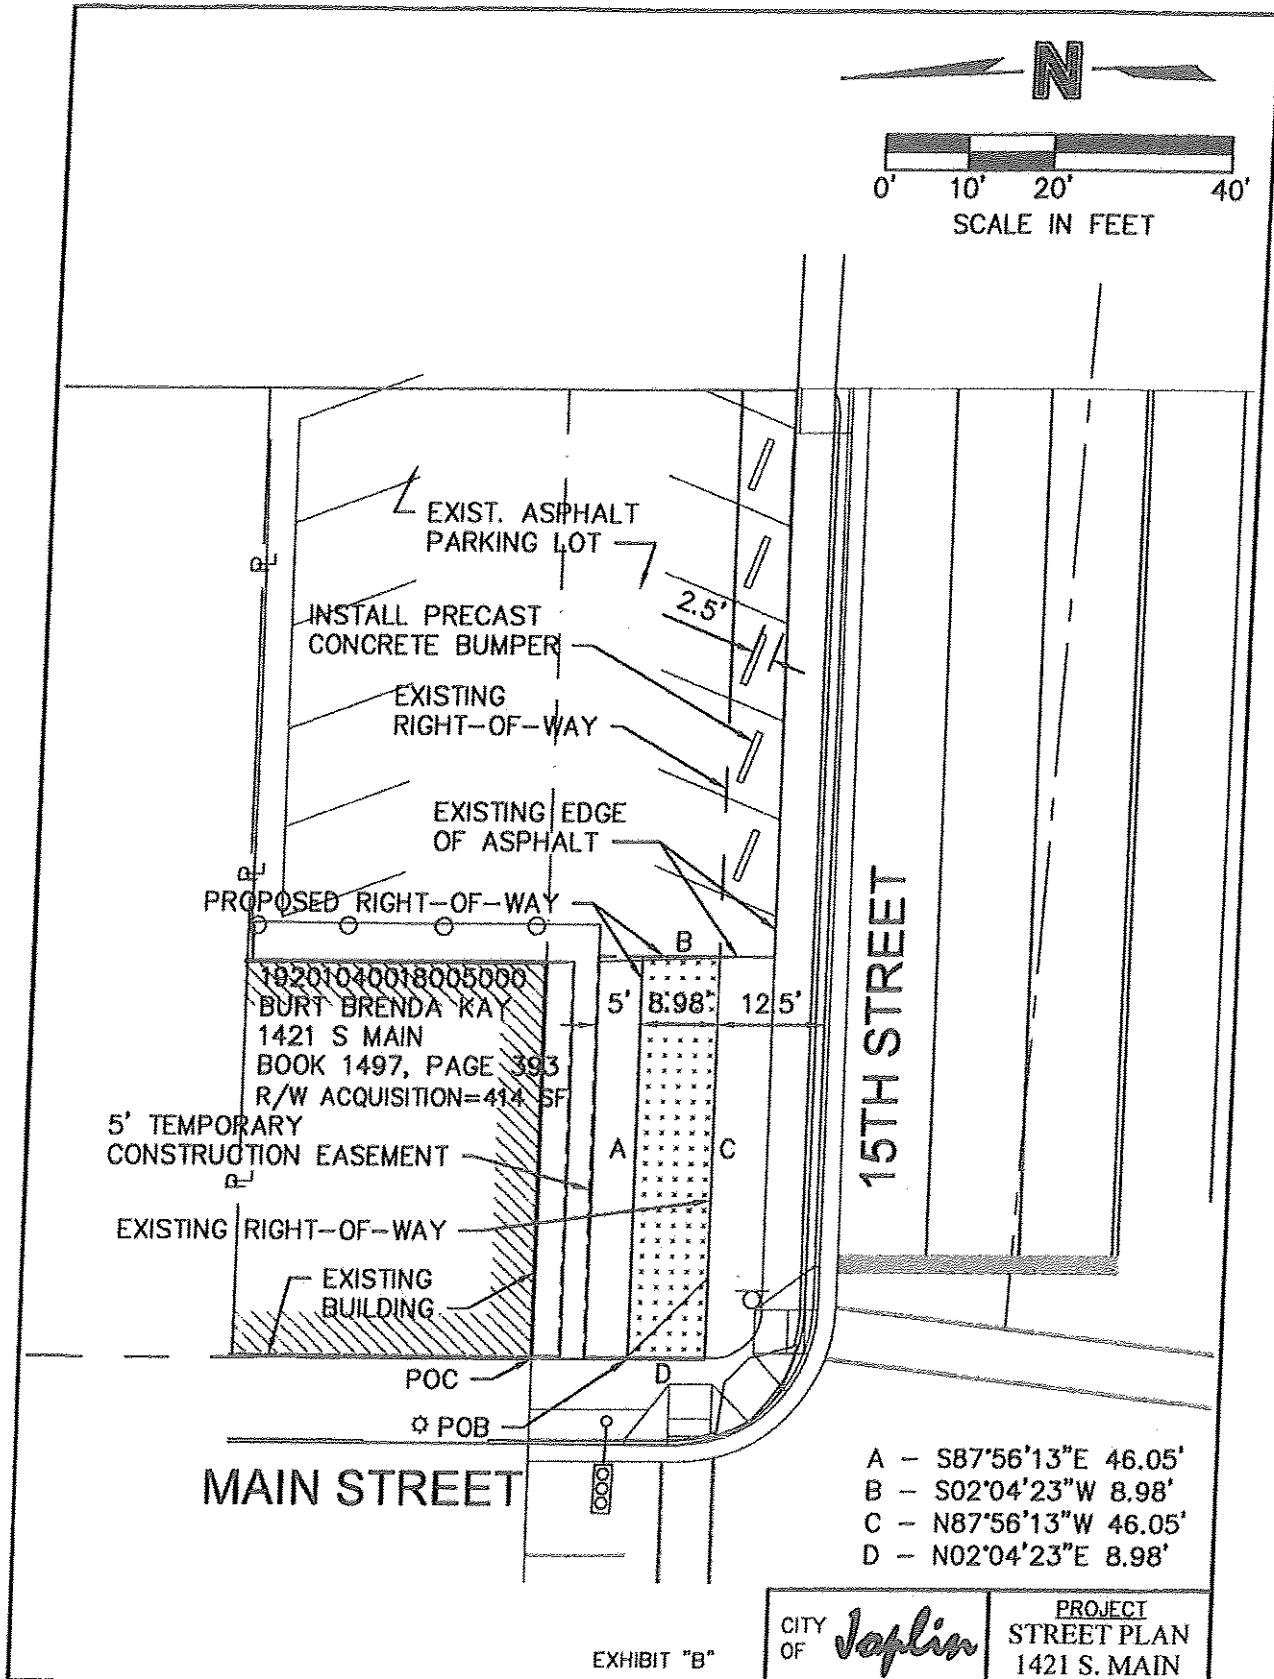 N
0' 10' 20' 40'
SCALE IN FEET
EXIST. ASPHALT
PARKING LOT
2.5'
INSTALL PRECAST
CONCRETE BUMPER
EXISTING
RIGHT-OF-WAY
EXISTING EDGE
OF ASPHALT
PL
PL
PROPOSED RIGHT-OF-WAY
B
19201040018005000
BURT BRENDA KAY
1421 S MAIN
BOOK 1497, PAGE 393
R/W ACQUISITION=414 SF
5' 8.98' 12.5'
5' TEMPORARY
CONSTRUCTION EASEMENT
A
C
PL
15TH STREET
EXISTING RIGHT-OF-WAY
EXISTING
BUILDING
POC
D
POB
MAIN STREET
A - S87°56'13"E 46.05'
B - S02°04'23"W 8.98'
C - N87°56'13"W 46.05'
D - N02°04'23"E 8.98'
EXHIBIT "B"
CITY
OF Joplin
PROJECT
STREET PLAN
1421 S. MAIN